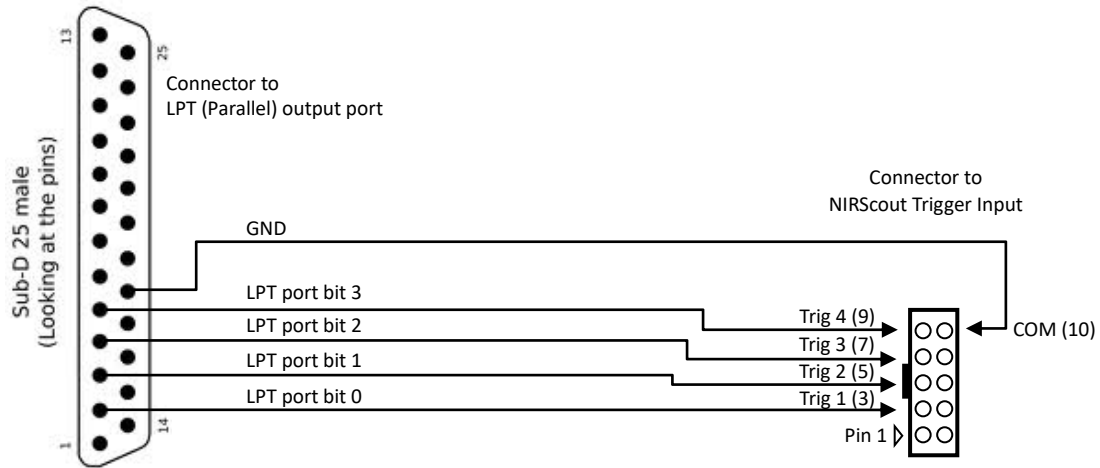 13
25
Connector to
LPT (Parallel) output port
Sub-D 25 male
(Looking at the pins)
Connector to
NIRScout Trigger Input
GND
LPT port bit 3
Trig 4 (9)
COM (10)
LPT port bit 2
Trig 3 (7)
LPT port bit 1
Trig 2 (5)
LPT port bit 0
Trig 1 (3)
14
1
Pin 1